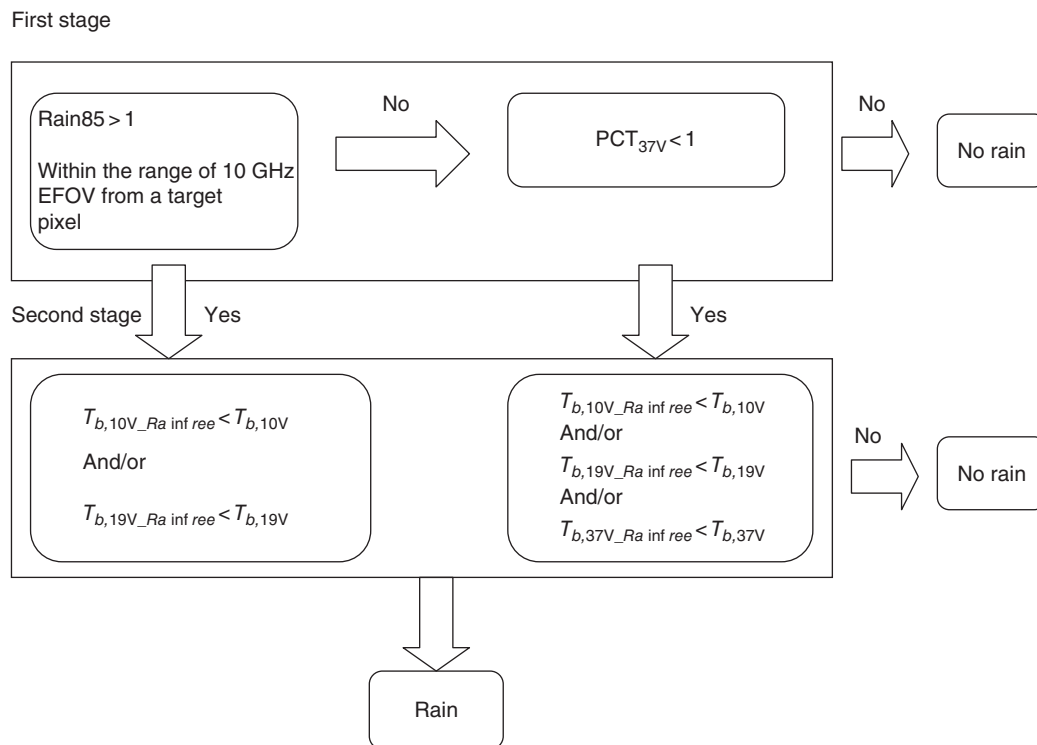 First stage
Rain85 > 1
Within the range of 10 GHz
EFOV from a target
pixel
No
PCT37V < 1
No
No rain
Second stage
Yes
Yes
Tb,10V_Ra inf ree < Tb,10V
And/or
Tb,19V_Ra inf ree < Tb,19V
Tb,10V_Ra inf ree < Tb,10V
And/or
Tb,19V_Ra inf ree < Tb,19V
And/or
Tb,37V_Ra inf ree < Tb,37V
No
No rain
Rain